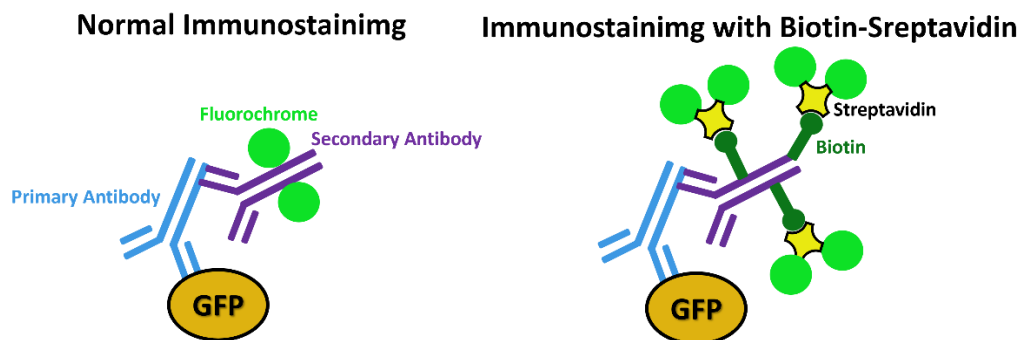 Normal Immunostainimg
Immunostainimg with Biotin-Sreptavidin
Fluorochrome
Secondary Antibody
Primary Antibody
GFP
Streptavidin
Biotin
GFP